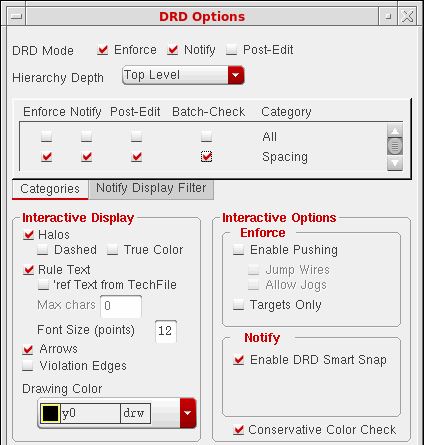 DRD Options
DRD Mode Enforce Notify Post-Edit
Hierarchy Depth Top Level
Enforce Notify Post-Edit Batch-Check Category
All
Spacing
Categories Notify Display Filter
Interactive Display
Halos
Dashed True Color
Rule Text
'ref Text from TechFile
Max chars 0
Font Size (points) 12
Arrows
Violation Edges
Drawing Color
y0 drw
Interactive Options
Enforce
Enable Pushing
Jump Wires
Allow Jogs
Targets Only
Notify
Enable DRD Smart Snap
Conservative Color Check